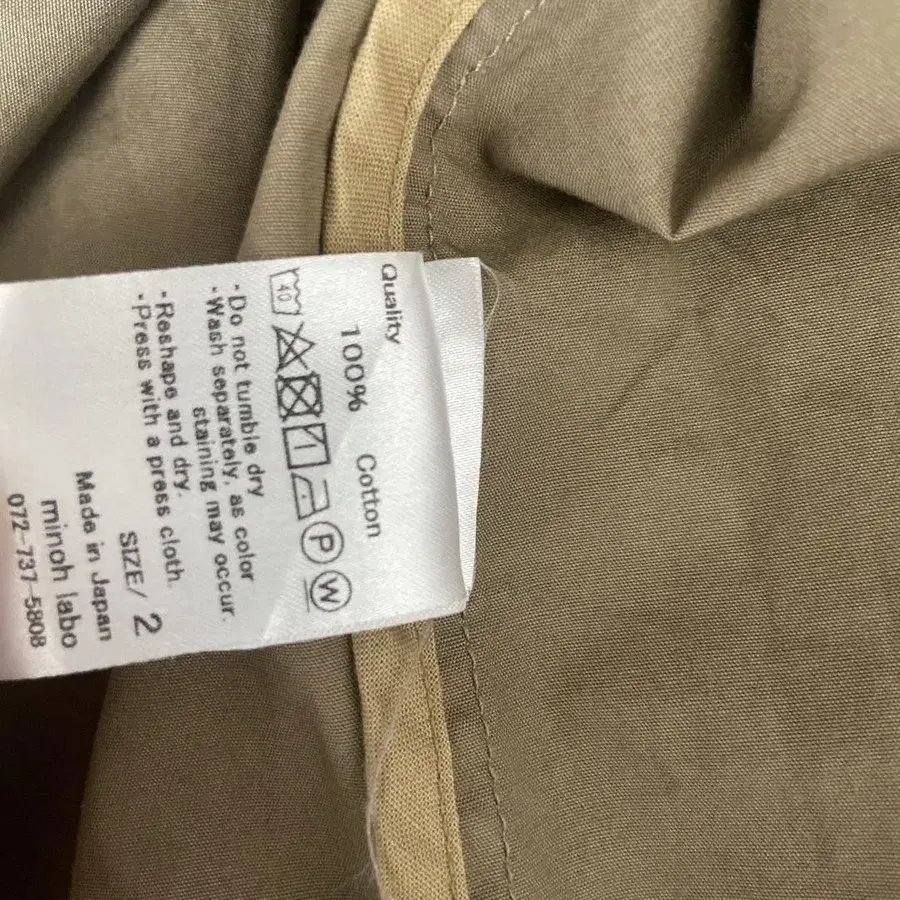 Quality
100% Cotton
40
P W
·Do not tumble dry
·Wash separately, as color
staining may occur.
·Reshape and dry.
·Press with a press cloth.
SIZE/ 2
Made in Japan
minoh labo
072-737-5808